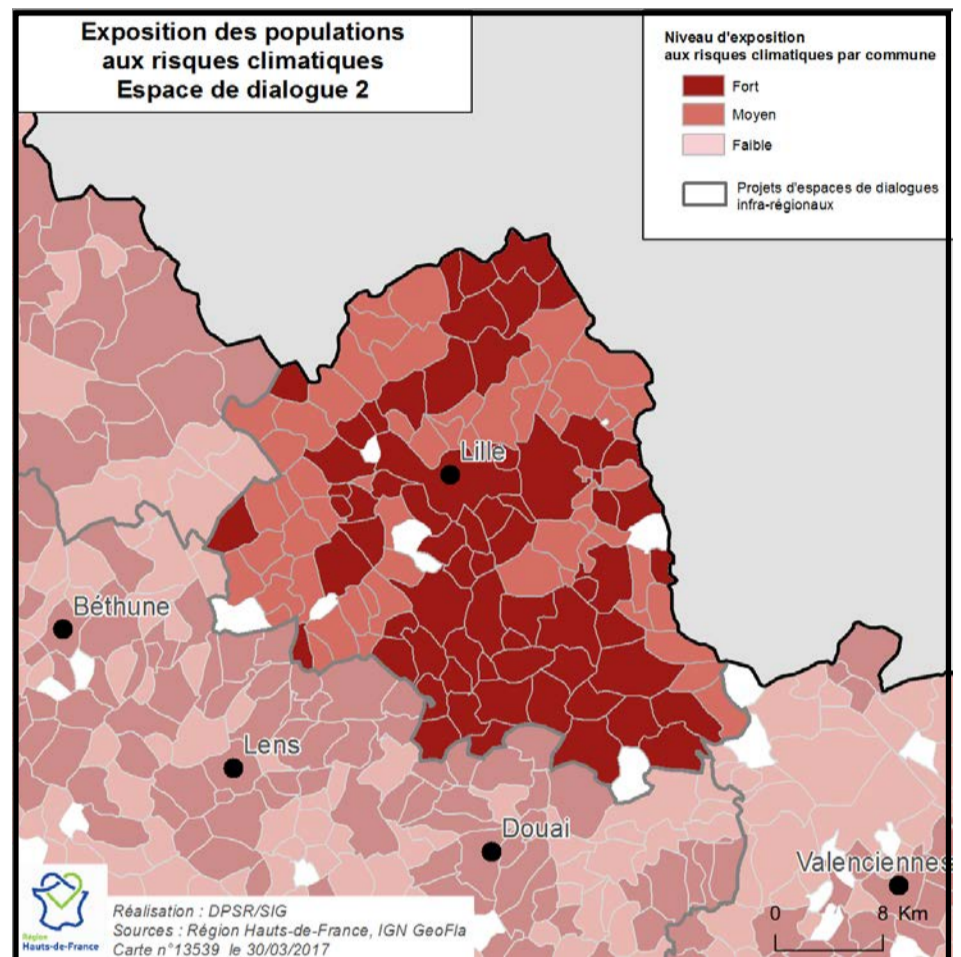 Exposition des populations
aux risques climatiques
Espace de dialogue 2
Niveau d'exposition
aux risques climatiques par commune
Fort
Moyen
Faible
Projets d'espaces de dialogues
infra-régionaux
Lille
Béthune
Lens
Douai
Valenciennes
0 8 Km
Région
Hauts-de-France
Réalisation : DPSR/SIG
Sources : Région Hauts-de-France, IGN GeoFla
Carte n°13539 le 30/03/2017